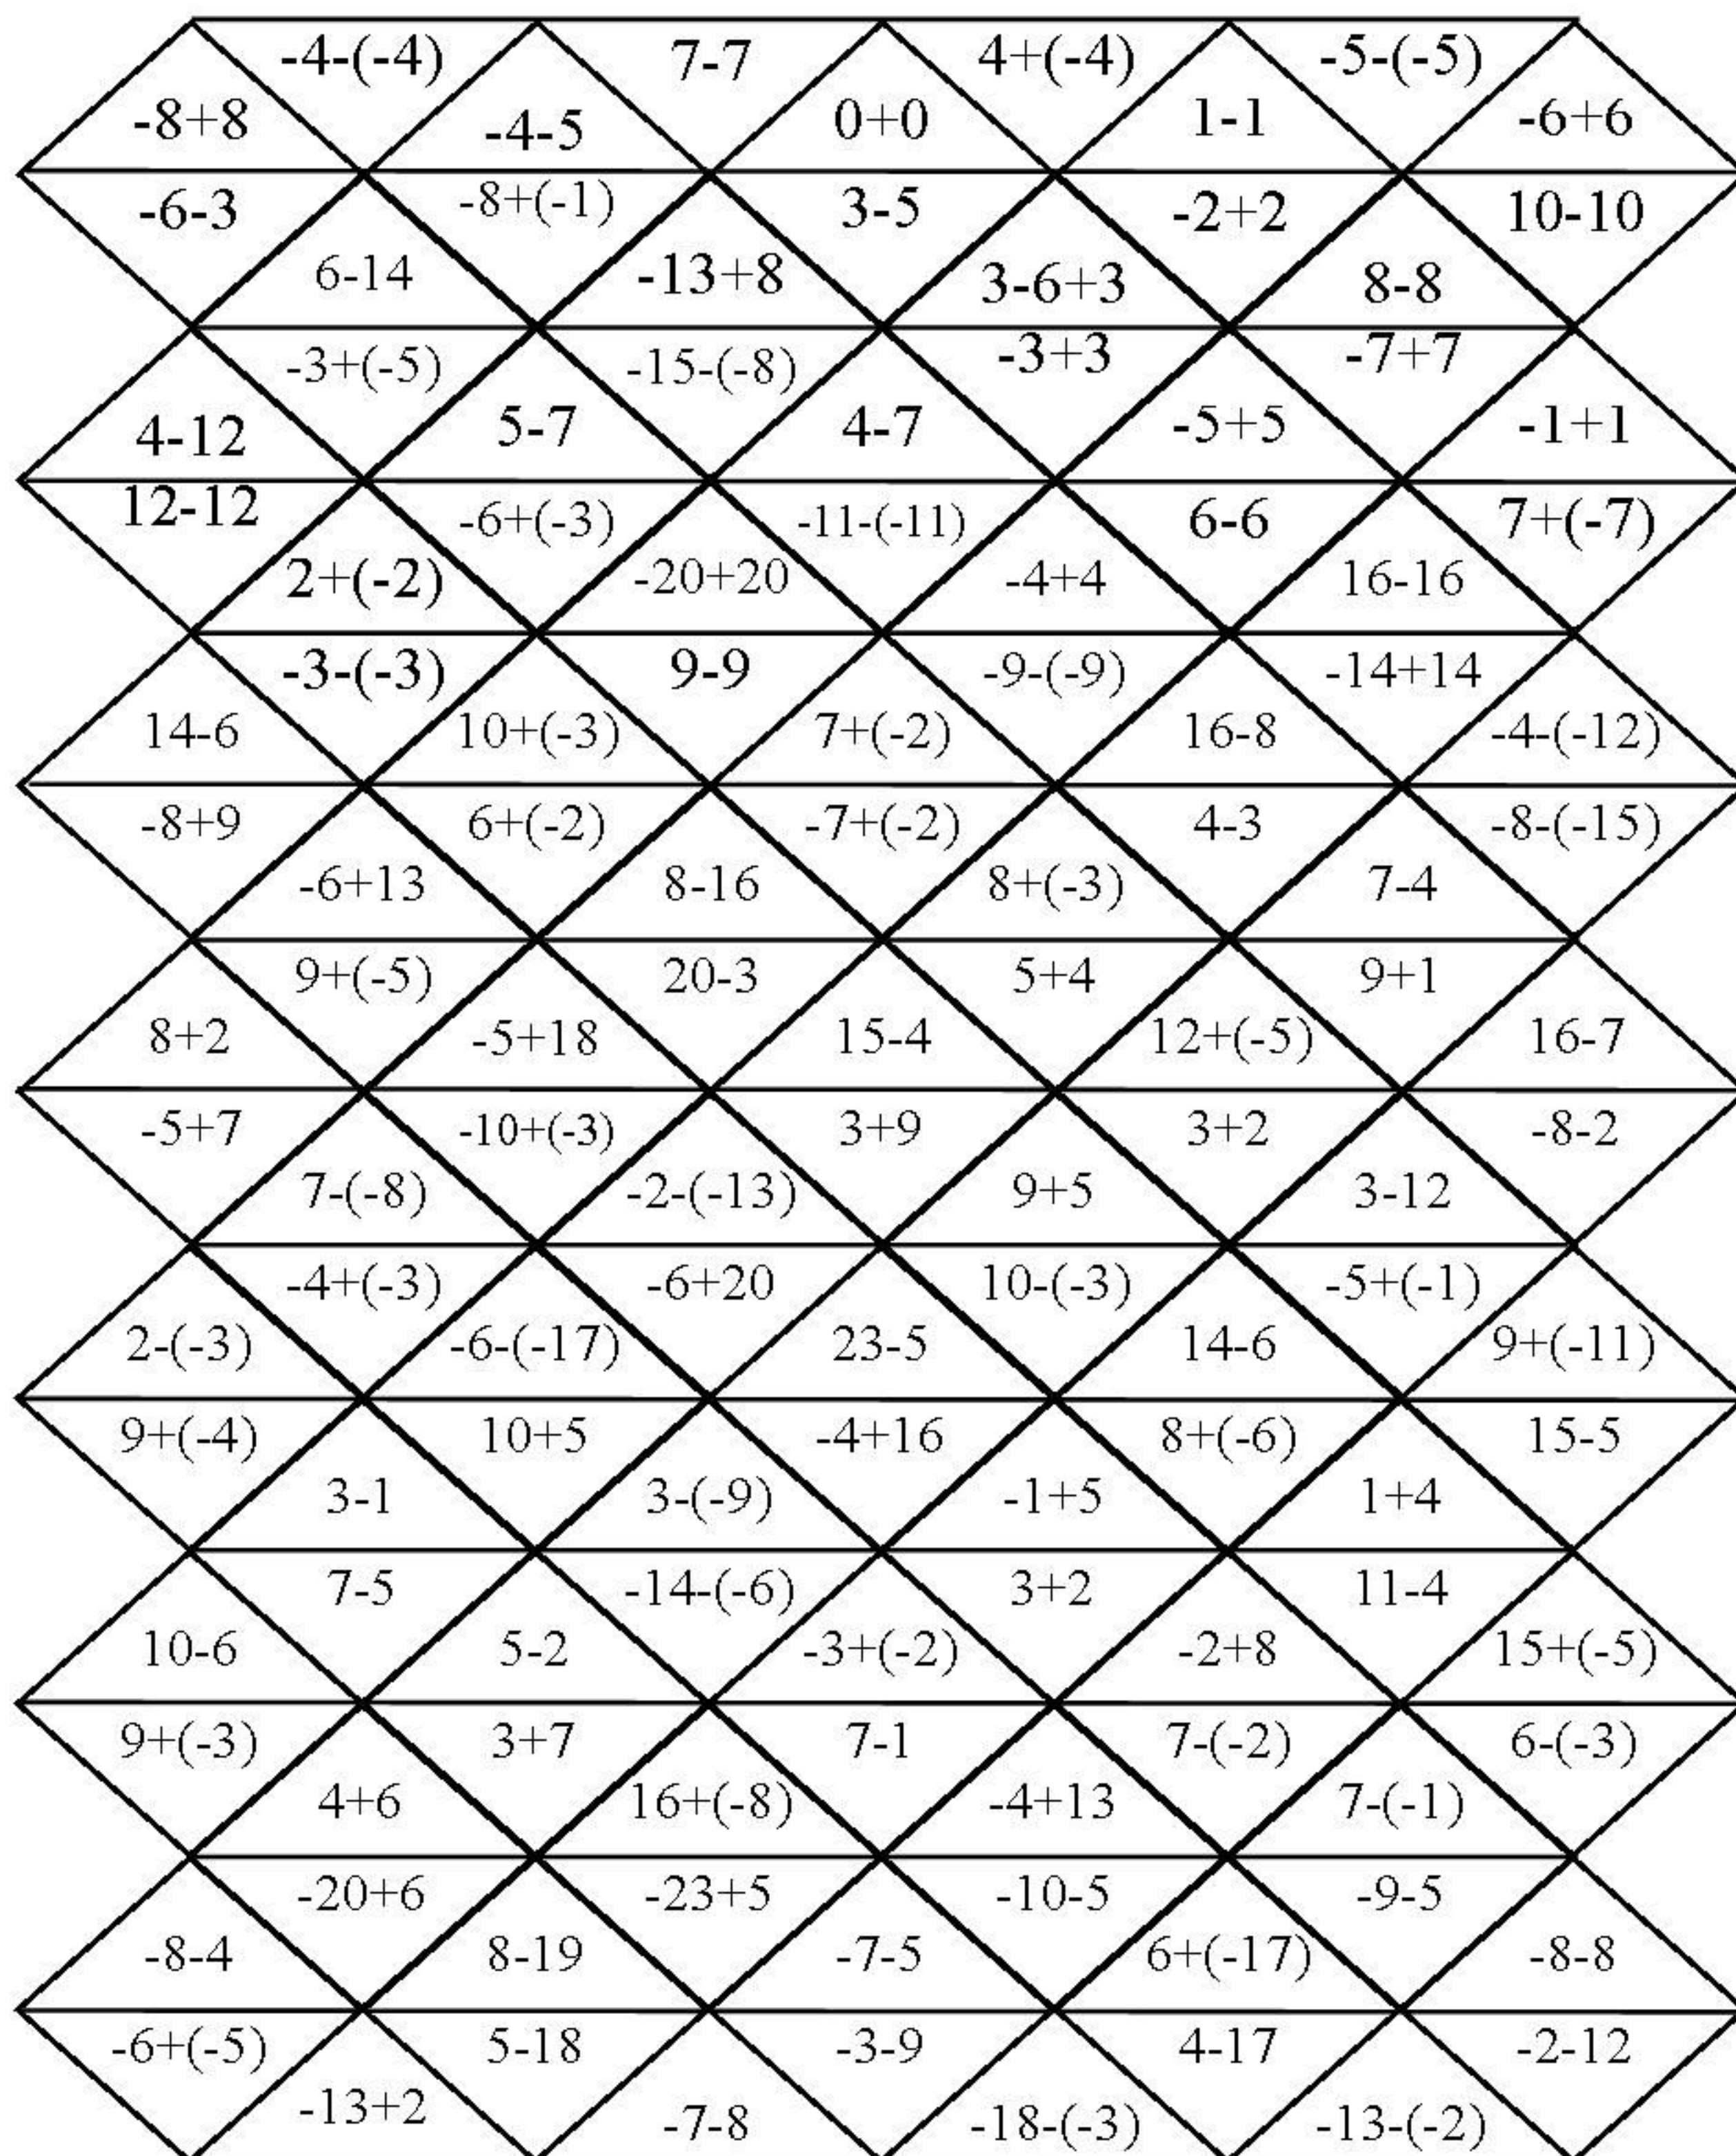 -4-(-4) 7-7 4+(-4) -5-(-5)
-8+8 -4-5 0+0 1-1 -6+6
-6-3 -8+(-1) 3-5 -2+2 10-10
6-14 -13+8 3-6+3 8-8
-3+(-5) -15-(-8) -3+3 -7+7
4-12 5-7 4-7 -5+5 -1+1
12-12 -6+(-3) -11-(-11) 6-6 7+(-7)
2+(-2) -20+20 -4+4 16-16
-3-(-3) 9-9 -9-(-9) -14+14
14-6 10+(-3) 7+(-2) 16-8 -4-(-12)
-8+9 6+(-2) -7+(-2) 4-3 -8-(-15)
-6+13 8-16 8+(-3) 7-4
9+(-5) 20-3 5+4 9+1
8+2 -5+18 15-4 12+(-5) 16-7
-5+7 -10+(-3) 3+9 3+2 -8-2
7-(-8) -2-(-13) 9+5 3-12
-4+(-3) -6+20 10-(-3) -5+(-1)
2-(-3) -6-(-17) 23-5 14-6 9+(-11)
9+(-4) 10+5 -4+16 8+(-6) 15-5
3-1 3-(-9) -1+5 1+4
7-5 -14-(-6) 3+2 11-4
10-6 5-2 -3+(-2) -2+8 15+(-5)
9+(-3) 3+7 7-1 7-(-2) 6-(-3)
4+6 16+(-8) -4+13 7-(-1)
-20+6 -23+5 -10-5 -9-5
-8-4 8-19 -7-5 6+(-17) -8-8
-6+(-5) 5-18 -3-9 4-17 -2-12
-13+2 -7-8 -18-(-3) -13-(-2)